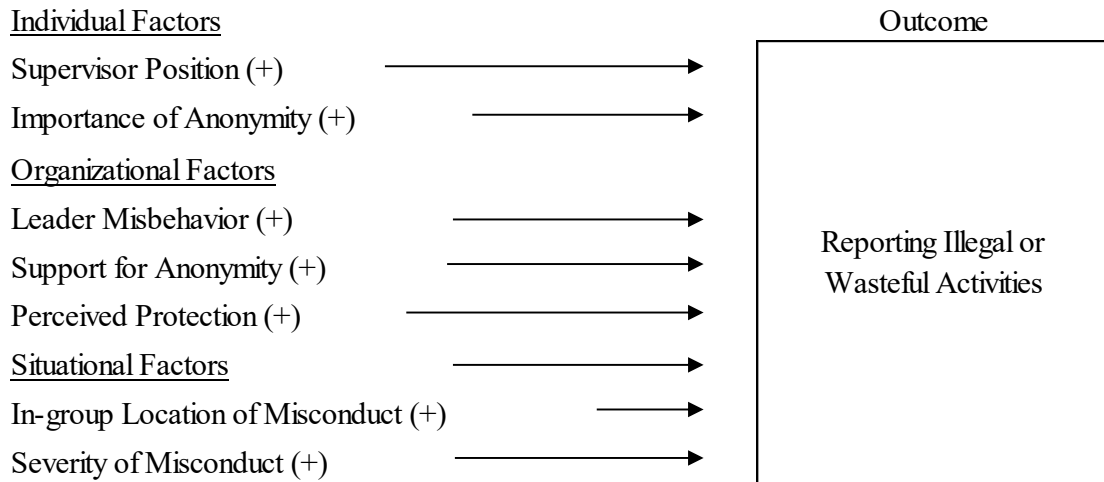 Individual Factors
Outcome
Supervisor Position (+)
Importance of Anonymity (+)
Organizational Factors
Leader Misbehavior (+)
Support for Anonymity (+)
Perceived Protection (+)
Situational Factors
In-group Location of Misconduct (+)
Severity of Misconduct (+)
Reporting Illegal or
Wasteful Activities